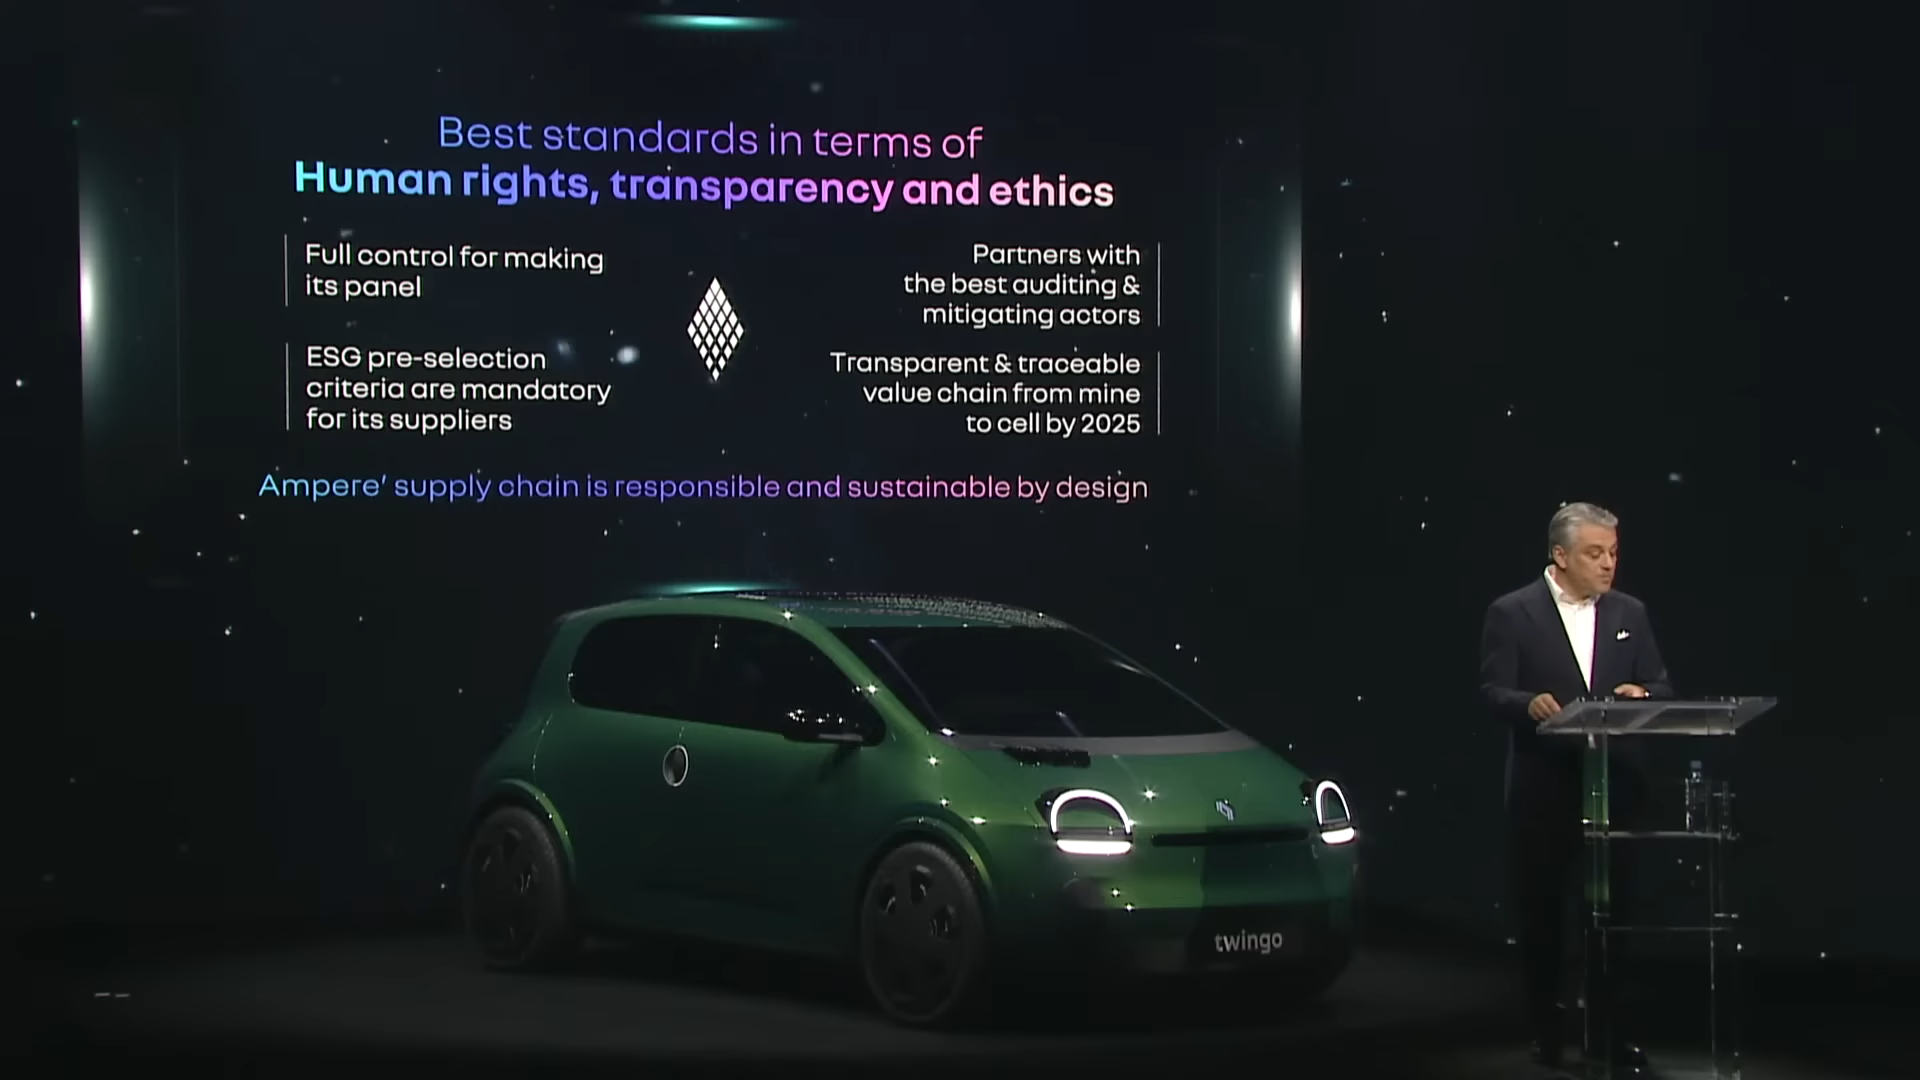 Best standards in terms of
Human rights, transparency and ethics
Full control for making
its panel
ESG pre-selection
criteria are mandatory
for its suppliers
Partners with
the best auditing &
mitigating actors
Transparent & traceable
value chain from mine
to cell by 2025
Ampere' supply chain is responsible and sustainable by design
twingo